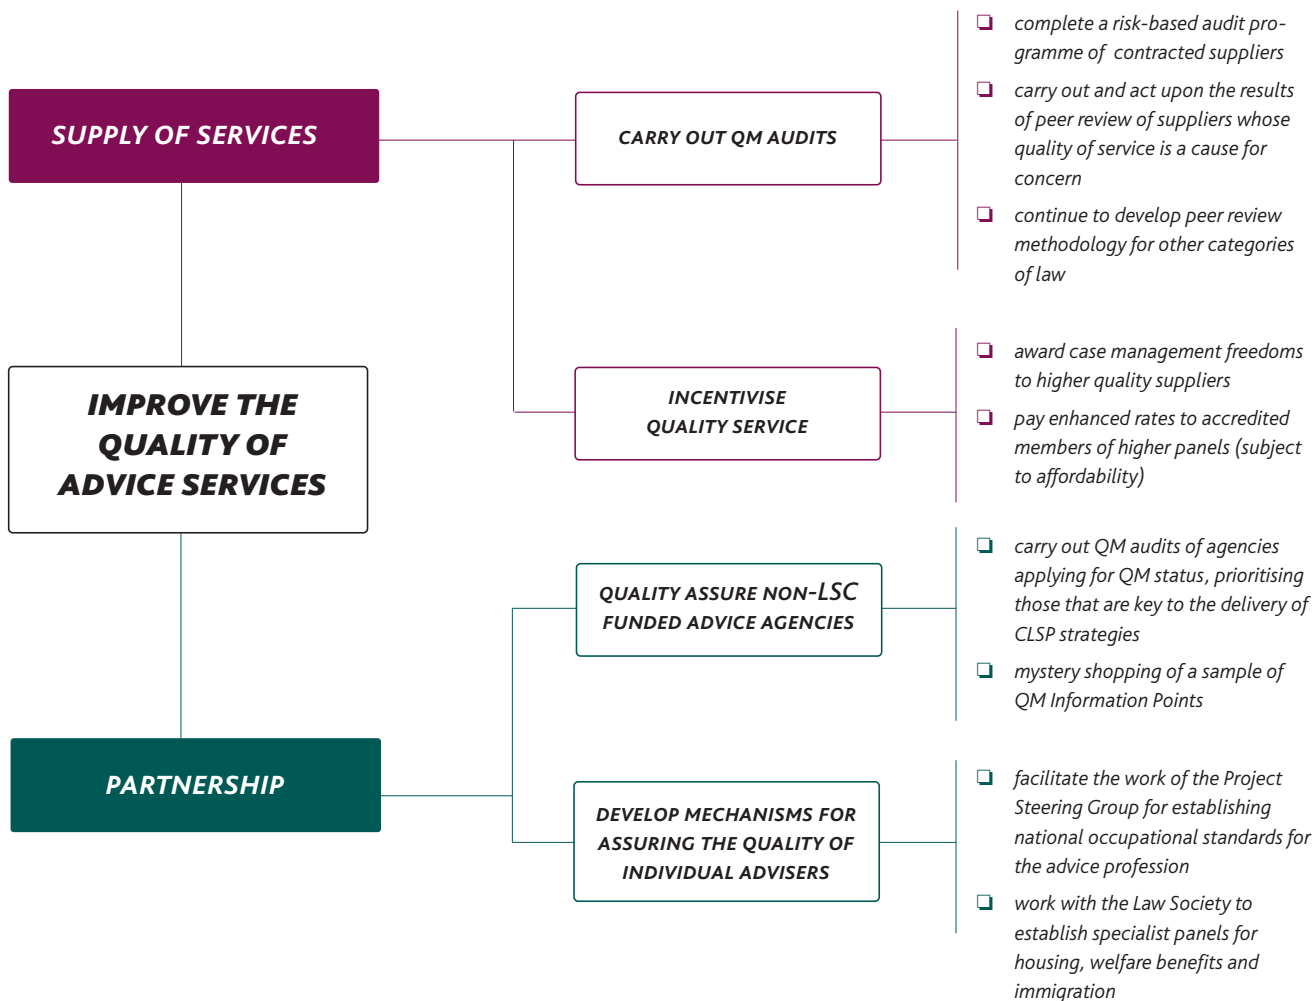 SUPPLY OF SERVICES
CARRY OUT QM AUDITS
❏ complete a risk-based audit pro-
gramme of contracted suppliers
❏ carry out and act upon the results
of peer review of suppliers whose
quality of service is a cause for
concern
❏ continue to develop peer review
methodology for other categories
of law
INCENTIVISE
QUALITY SERVICE
❏ award case management freedoms
to higher quality suppliers
❏ pay enhanced rates to accredited
members of higher panels (subject
to affordability)
IMPROVE THE
QUALITY OF
ADVICE SERVICES
PARTNERSHIP
QUALITY ASSURE NON-LSC
FUNDED ADVICE AGENCIES
❏ carry out QM audits of agencies
applying for QM status, prioritising
those that are key to the delivery of
CLSP strategies
❏ mystery shopping of a sample of
QM Information Points
DEVELOP MECHANISMS FOR
ASSURING THE QUALITY OF
INDIVIDUAL ADVISERS
❏ facilitate the work of the Project
Steering Group for establishing
national occupational standards for
the advice profession
❏ work with the Law Society to
establish specialist panels for
housing, welfare benefits and
immigration